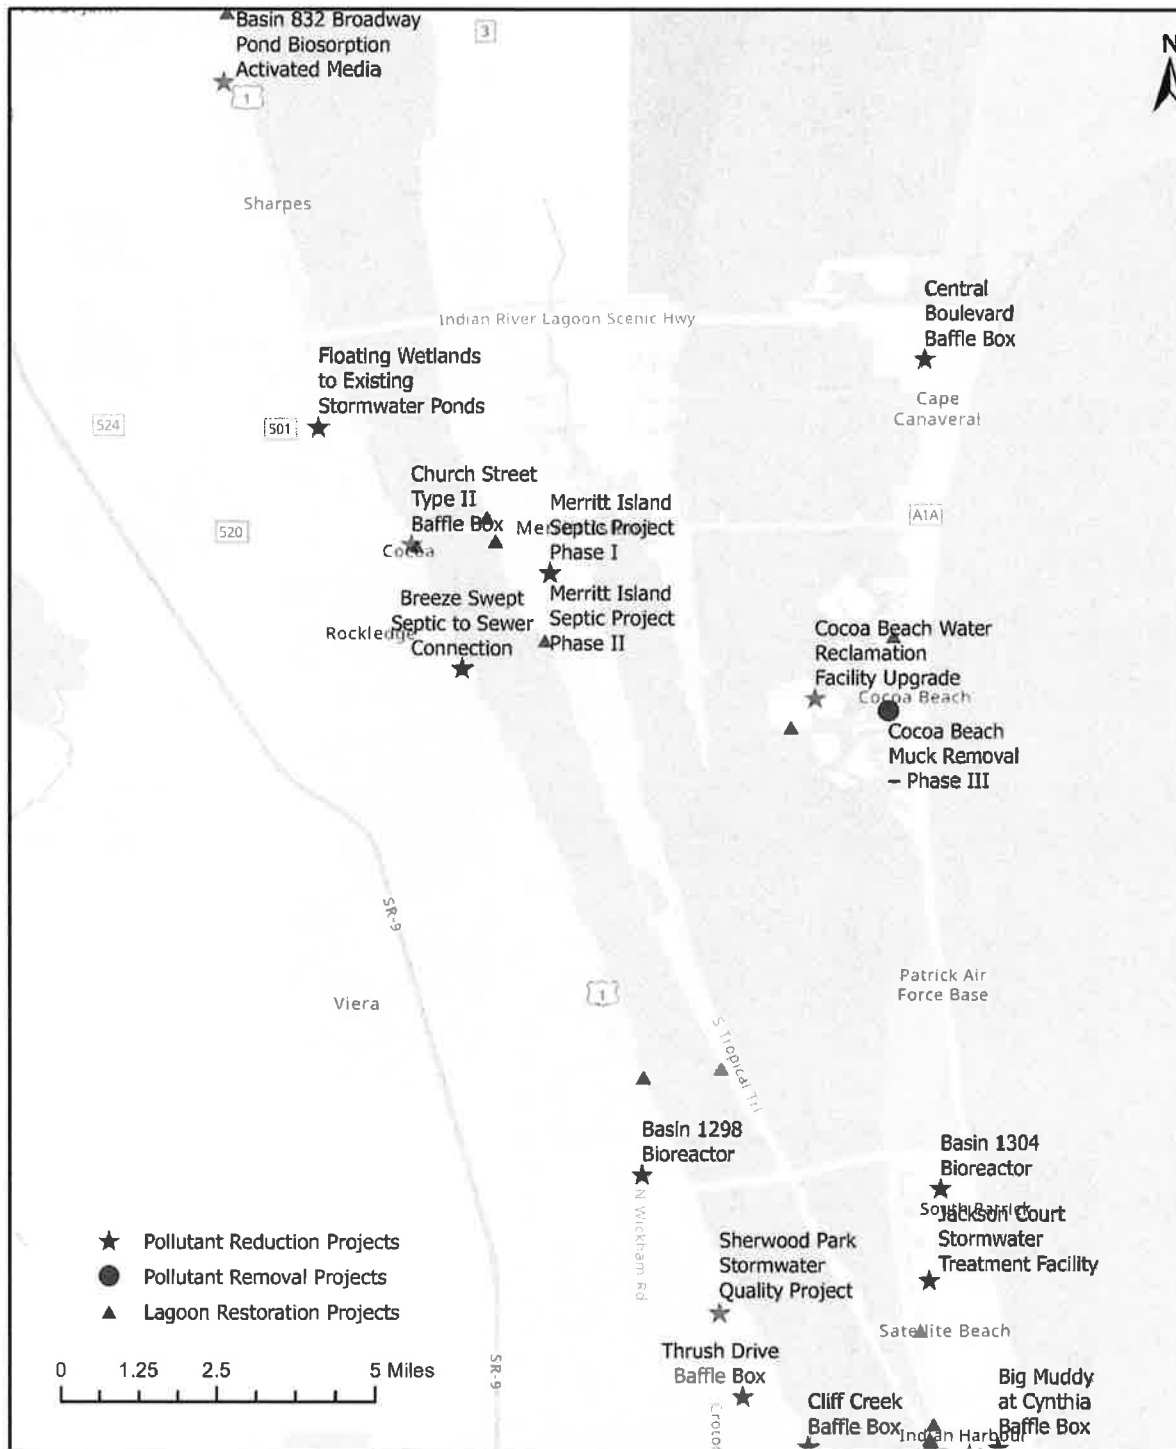 Basin 832 Broadway
Pond Biosorption
Activated Media
3
N
1
Sharpes
Central
Boulevard
Baffle Box
Indian River Lagoon Scenic Hwy
Floating Wetlands
to Existing
Stormwater Ponds
Cape
Canaveral
524
501
Church Street
Type II
Baffle Box
Merritt Island
Septic Project
Phase I
A1A
520
Cocoa
Breeze Swept
Septic to Sewer
Connection
Merritt Island
Septic Project
Phase II
Rockledge
Cocoa Beach Water
Reclamation
Facility Upgrade
Cocoa Beach
Cocoa Beach
Muck Removal
– Phase III
SR-9
Patrick Air
Force Base
Viera
1
S Tropical Trl
Basin 1298
Bioreactor
Basin 1304
Bioreactor
South Patrick
Jackson Court
Stormwater
Treatment Facility
N Wickham Rd
Sherwood Park
Stormwater
Quality Project
Pollutant Reduction Projects
Pollutant Removal Projects
Lagoon Restoration Projects
Satellite Beach
Thrush Drive
Baffle Box
0 1.25 2.5 5 Miles
SR-9
Big Muddy
at Cynthia
Baffle Box
Cliff Creek
Baffle Box
Indian Harbour